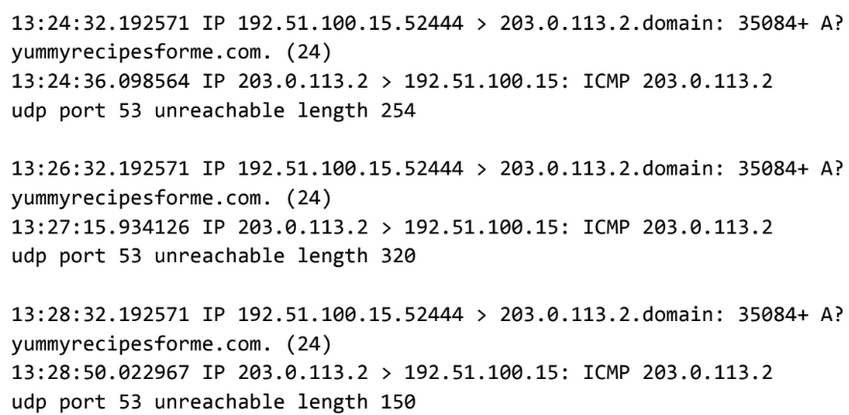 13:24:32.192571 IP 192.51.100.15.52444 > 203.0.113.2.domain: 35084+ A?
yummyrecipesforme.com. (24)
13:24:36.098564 IP 203.0.113.2 > 192.51.100.15: ICMP 203.0.113.2
udp port 53 unreachable length 254

13:26:32.192571 IP 192.51.100.15.52444 > 203.0.113.2.domain: 35084+ A?
yummyrecipesforme.com. (24)
13:27:15.934126 IP 203.0.113.2 > 192.51.100.15: ICMP 203.0.113.2
udp port 53 unreachable length 320

13:28:32.192571 IP 192.51.100.15.52444 > 203.0.113.2.domain: 35084+ A?
yummyrecipesforme.com. (24)
13:28:50.022967 IP 203.0.113.2 > 192.51.100.15: ICMP 203.0.113.2
udp port 53 unreachable length 150